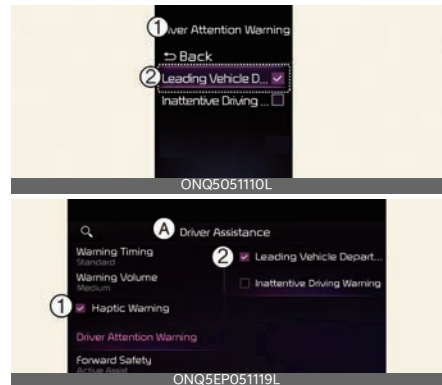 ① Driver Attention Warning
⮌ Back
② Leading Vehicle D...
Inattentive Driving ...
ONQ5051110L
Ⓐ Driver Assistance
Warning Timing
Standard
Warning Volume
Medium
① Haptic Warning
Driver Attention Warning
Forward Safety
Active Assist
② Leading Vehicle Depart...
Inattentive Driving Warning
ONQ5EP051119L